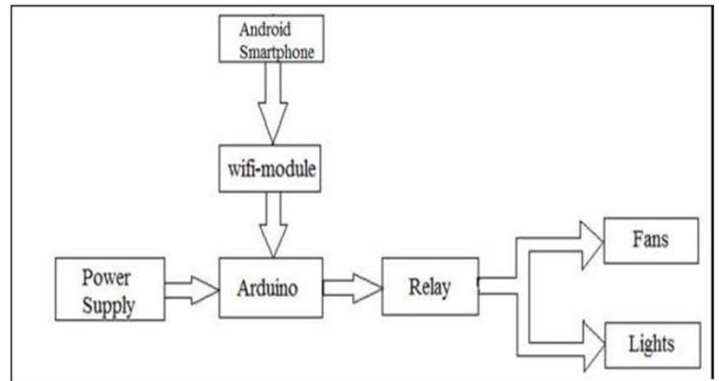 Android
Smartphone
wifi-module
Power
Supply
Arduino
Relay
Fans
Lights